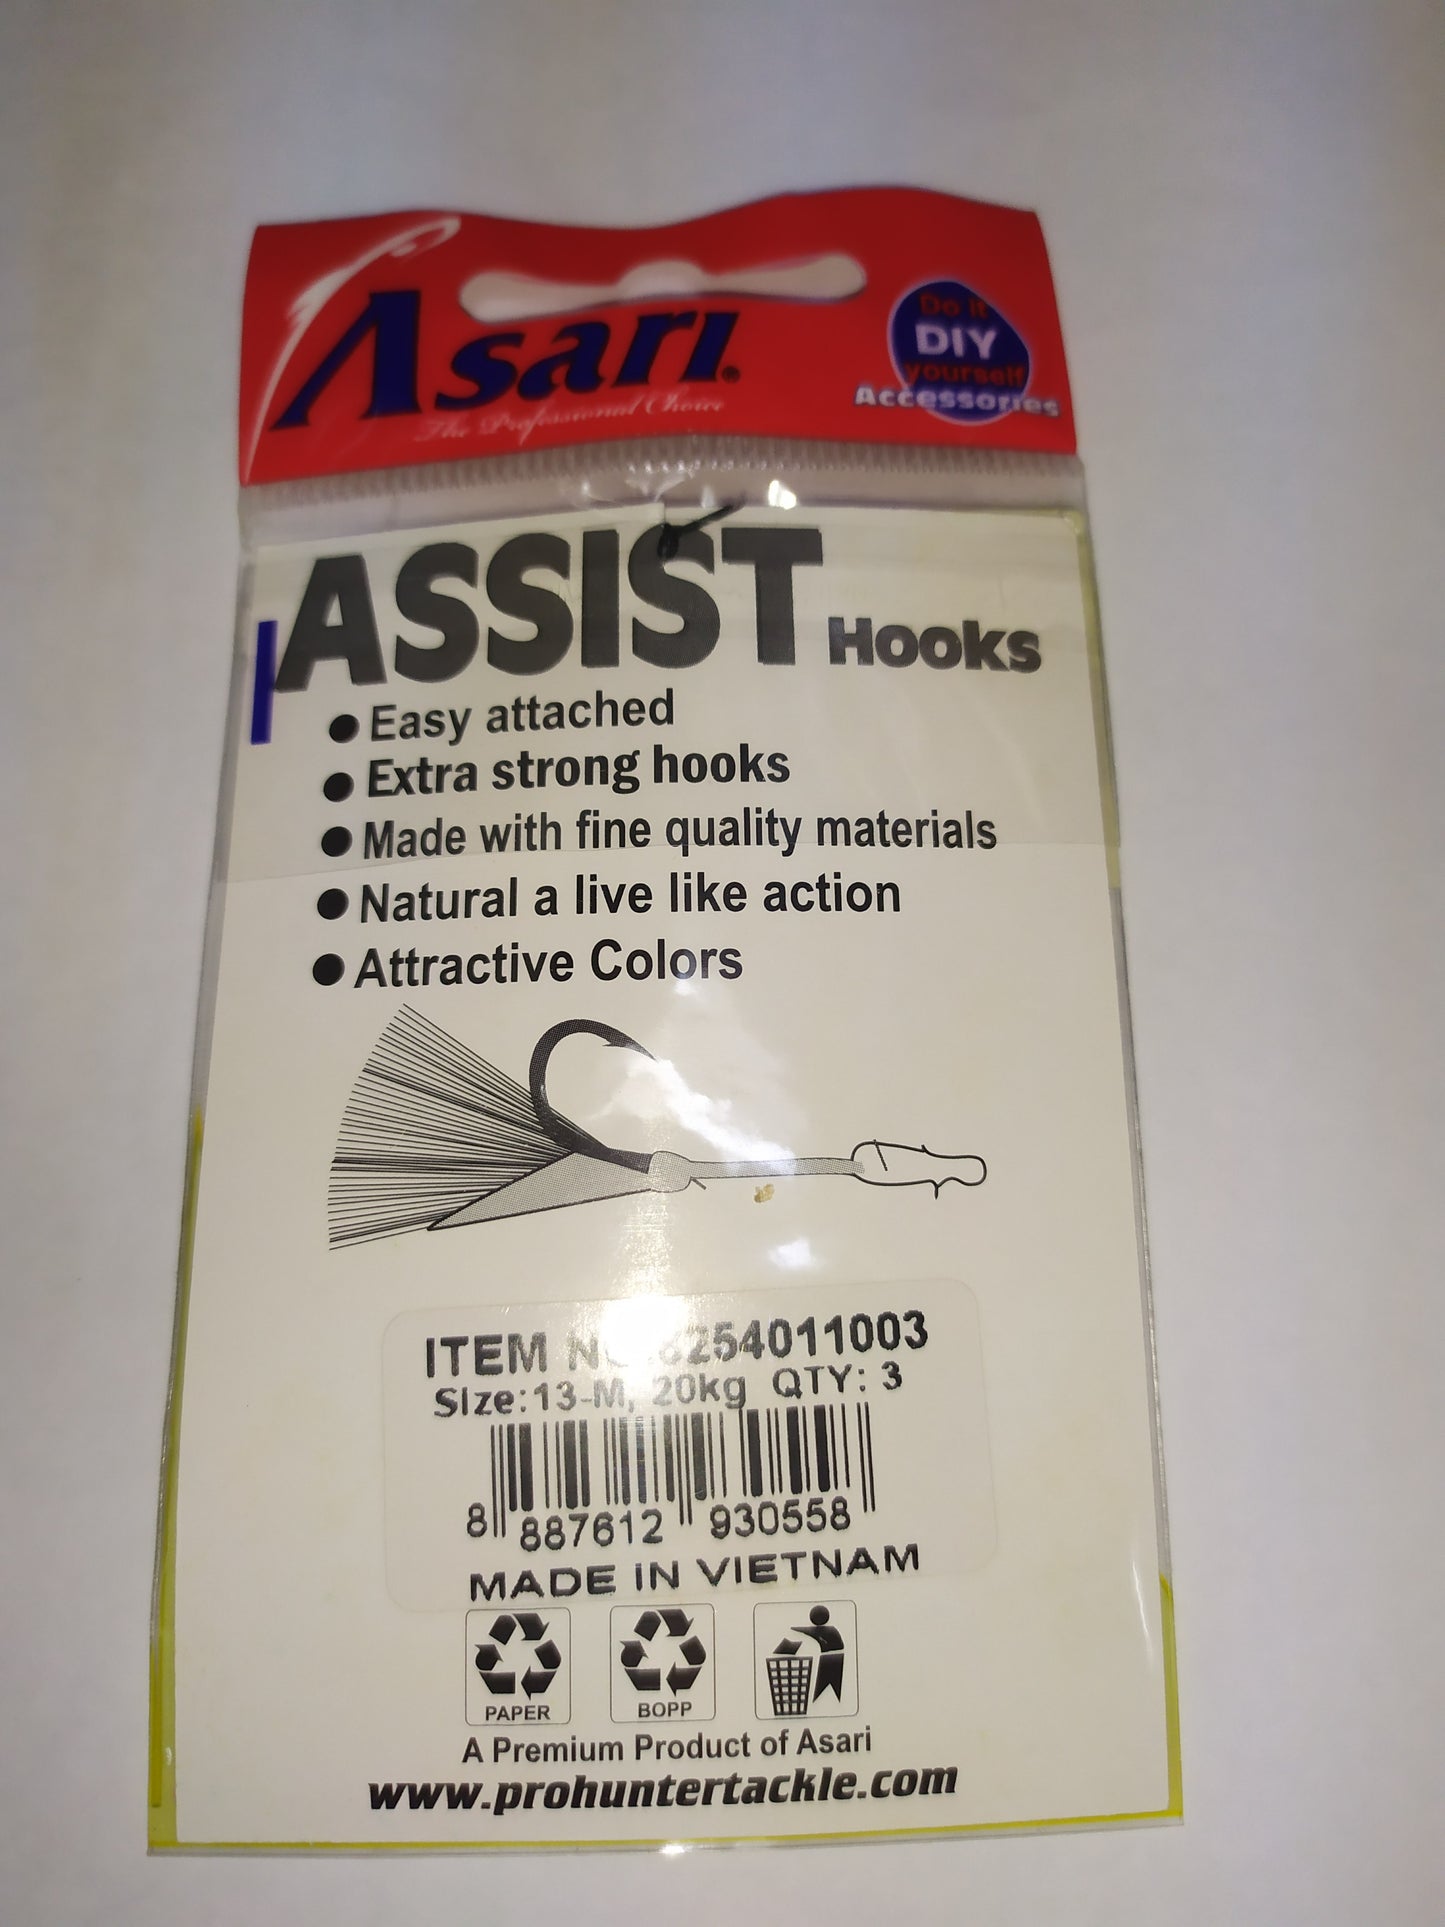 Asari®
The Professional Choice
Do it
DIY
yourself
Accessories
ASSIST Hooks
● Easy attached
● Extra strong hooks
● Made with fine quality materials
● Natural a live like action
● Attractive Colors
ITEM 254011003
Size:13-M, 20kg QTY: 3
8 887612 930558
MADE IN VIETNAM
PAPER
BOPP
A Premium Product of Asari
www.prohuntertackle.com